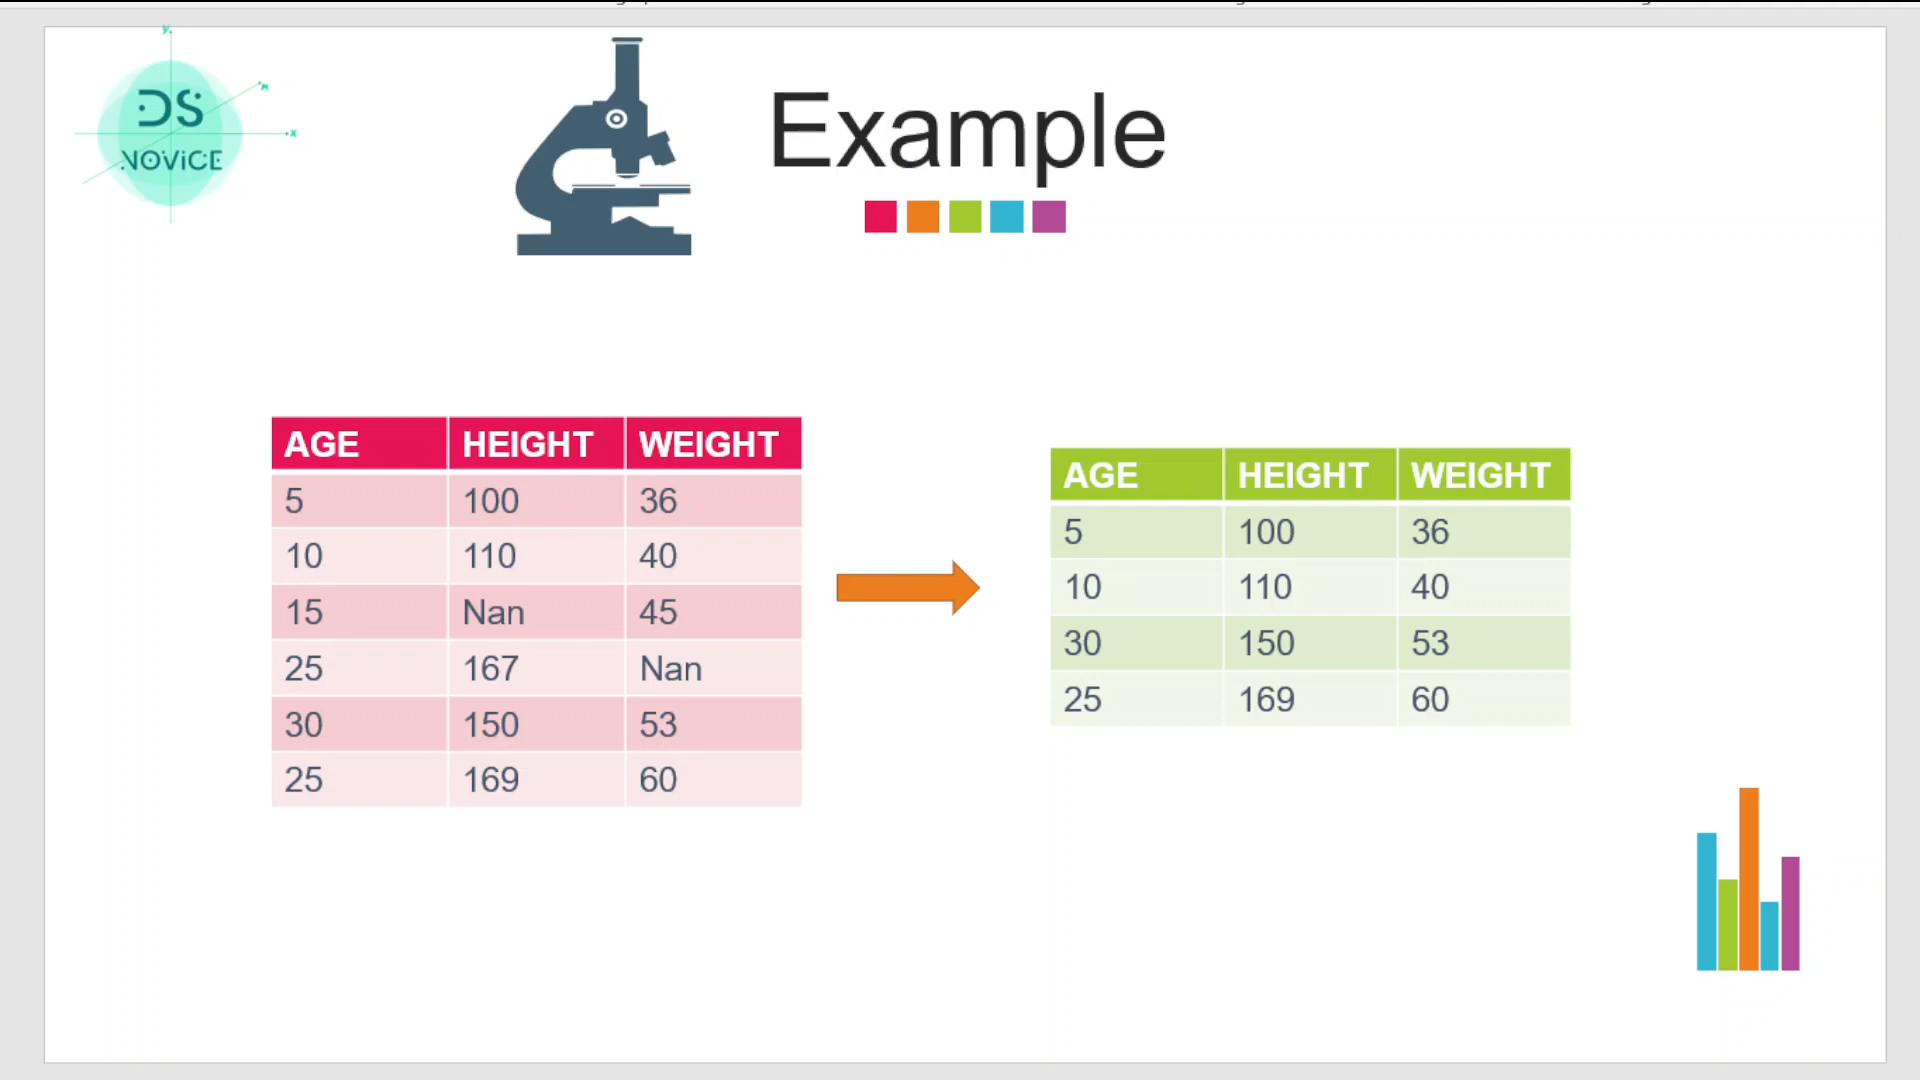 y
x
DS
NOViCE
Example
AGE HEIGHT WEIGHT
5 100 36
10 110 40
15 Nan 45
25 167 Nan
30 150 53
25 169 60
AGE HEIGHT WEIGHT
5 100 36
10 110 40
30 150 53
25 169 60